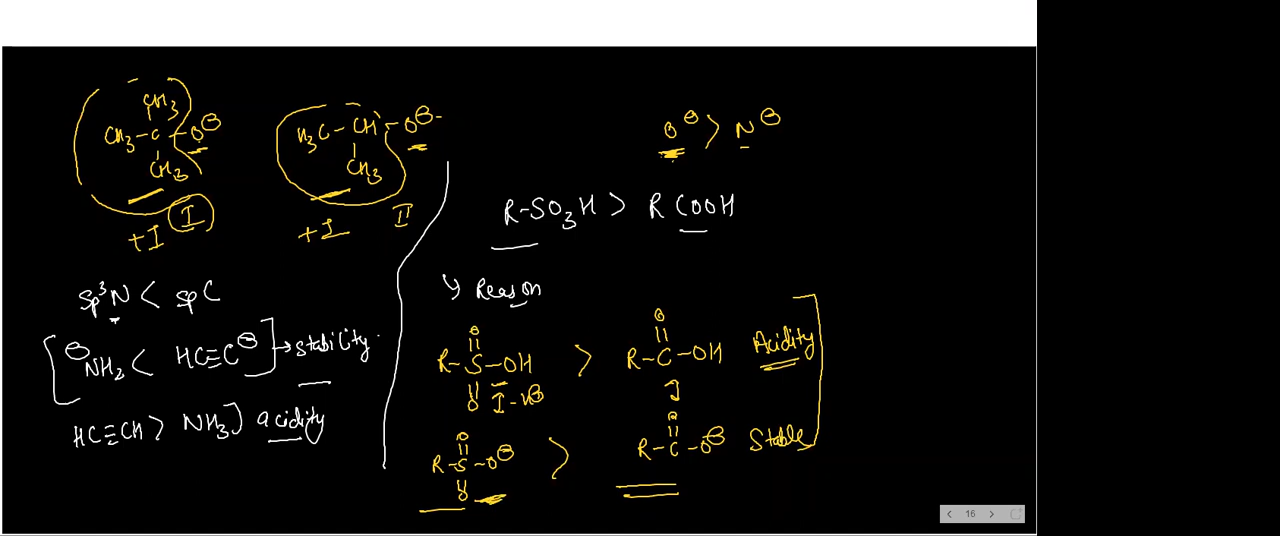 CH₃
CH₃-C-O⊖
CH₃
+I
I
H₃C-CH-O⊖
CH₃
+I
II
O⊖ > N⊖
R-SO₃H > RCOOH
sp³N < spC
[⊖NH₂ < HC≡C⊖] → stability
HC≡CH > NH₃] acidity
↳ Reason
O O
R-S-OH > R-C-OH Acidity
O
O O
R-S-O⊖ > R-C-O⊖ Stable
O
16